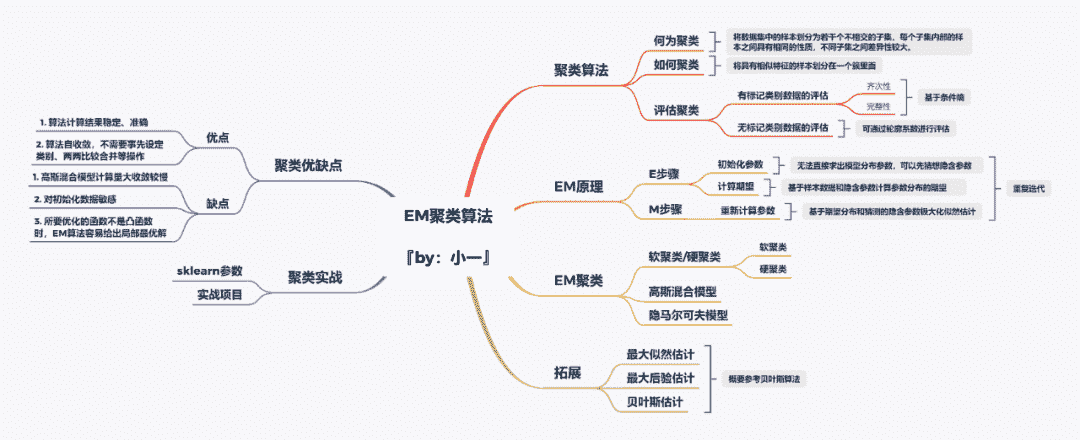 EM聚类算法
『by：小一』
聚类算法
何为聚类
将数据集中的样本划分为若干个不相交的子集，每个子集内部的样
本之间具有相同的性质，不同子集之间差异性较大。
如何聚类
将具有相似特征的样本划分在一个簇里面
评估聚类
有标记类别数据的评估
齐次性
完整性
基于条件熵
无标记类别数据的评估
可通过轮廓系数进行评估
EM原理
E步骤
初始化参数
无法直接求出模型分布参数，可以先猜想隐含参数
计算期望
基于样本数据和隐含参数计算参数分布的期望
M步骤
重新计算参数
基于期望分布和猜测的隐含参数极大化似然估计
重复迭代
EM聚类
软聚类/硬聚类
软聚类
硬聚类
高斯混合模型
隐马尔可夫模型
拓展
最大似然估计
最大后验估计
贝叶斯估计
概要参考贝叶斯算法
聚类优缺点
优点
1. 算法计算结果稳定、准确
2. 算法自收敛，不需要事先设定
类别、两两比较合并等操作
缺点
1. 高斯混合模型计算量大收敛较慢
2. 对初始化数据敏感
3. 所要优化的函数不是凸函数
时，EM算法容易给出局部最优解
聚类实战
sklearn参数
实战项目